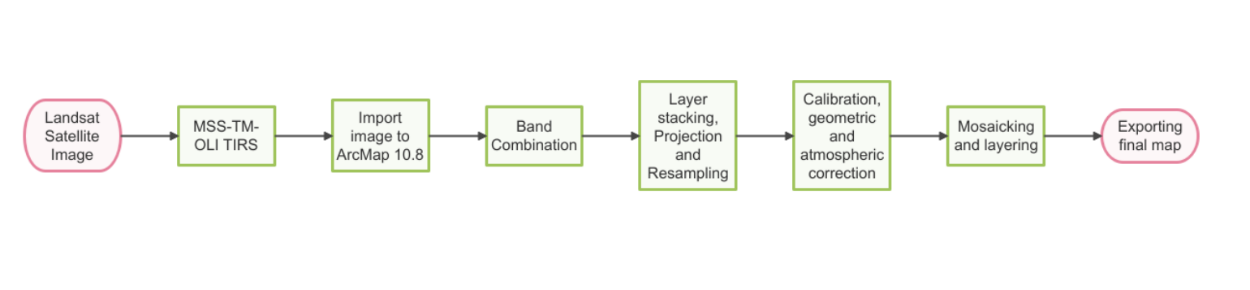 Landsat
Satellite
Image
MSS-TM-
OLI TIRS
Import
image to
ArcMap 10.8
Band
Combination
Layer
stacking,
Projection
and
Resampling
Calibration,
geometric
and
atmospheric
correction
Mosaicking
and layering
Exporting
final map